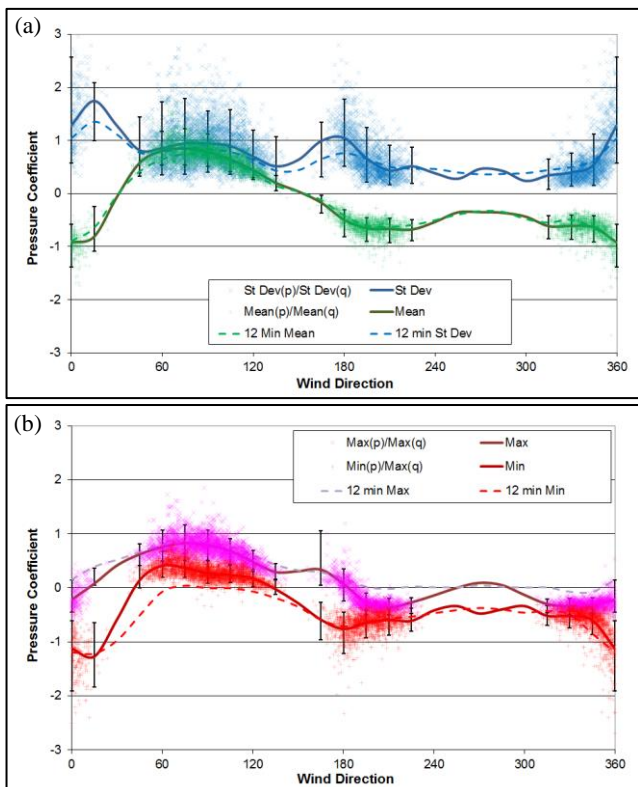 (a)
3
2
1
0
-1
-2
-3
Pressure Coefficient
St Dev(p)/St Dev(q) St Dev
Mean(p)/Mean(q) Mean
12 Min Mean 12 min St Dev
0 60 120 180 240 300 360
Wind Direction
(b)
3
2
1
0
-1
-2
-3
Pressure Coefficient
Max(p)/Max(q) Max
Min(p)/Max(q) Min
12 min Max 12 min Min
0 60 120 180 240 300 360
Wind Direction